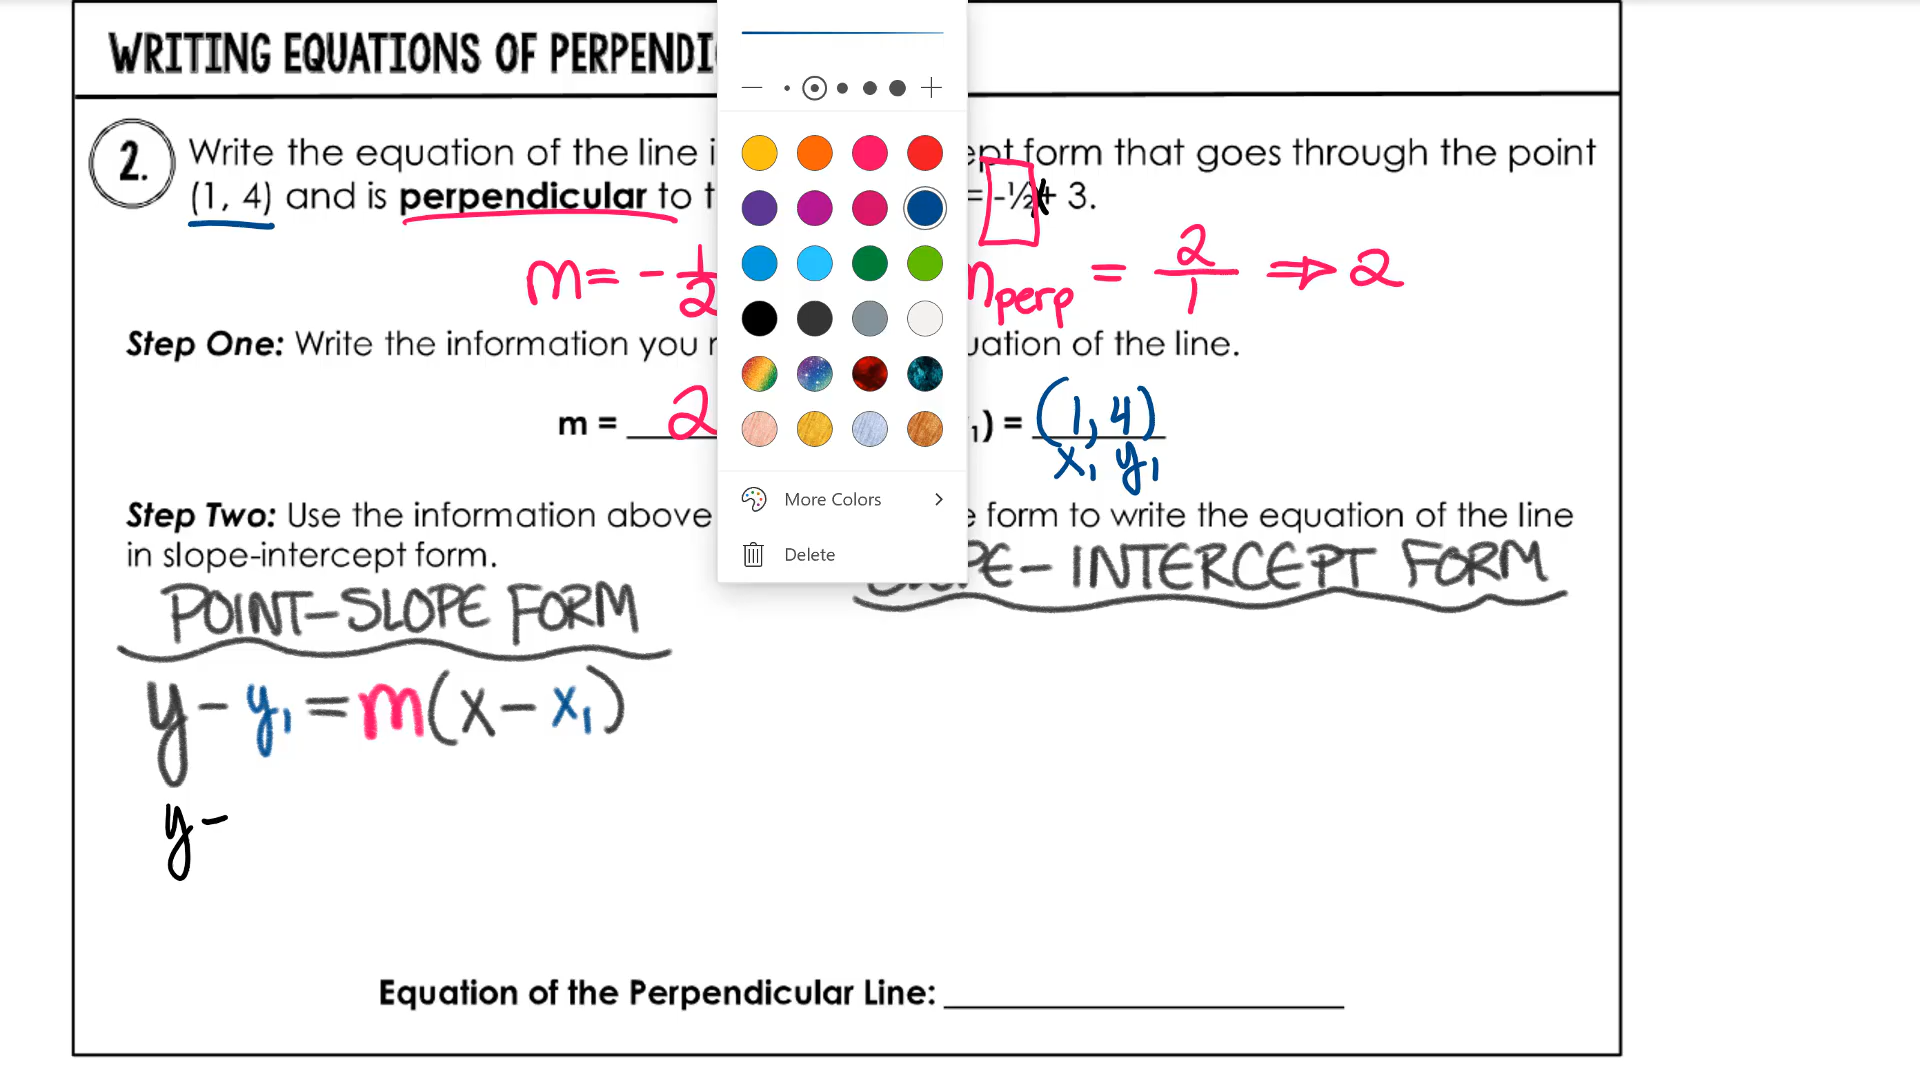 WRITING EQUATIONS OF PERPENDI
2. Write the equation of the line i ept form that goes through the point
(1, 4) and is perpendicular to t = -½x + 3.
m = - 1/2 m perp = 2/1 ⇒ 2
Step One: Write the information you n uation of the line.
m = 2 ₁) = (1, 4)
x₁ y₁
Step Two: Use the information above e form to write the equation of the line
in slope-intercept form.
POINT-SLOPE FORM
SLOPE-INTERCEPT FORM
y - y₁ = m(x - x₁)
y -
Equation of the Perpendicular Line:
More Colors
Delete